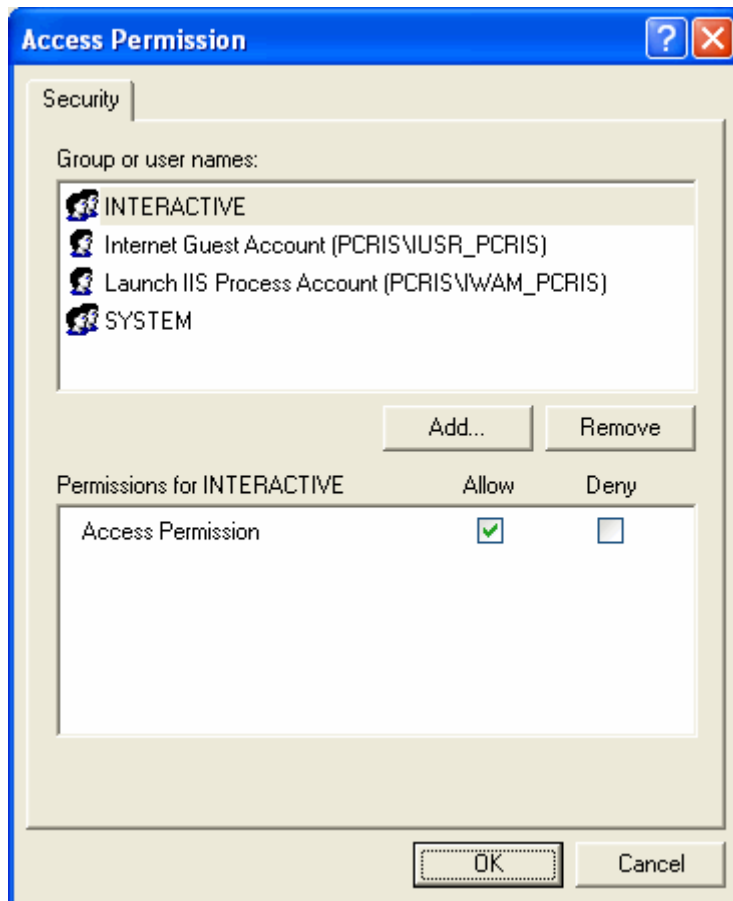 Access Permission
Security
Group or user names:
INTERACTIVE
Internet Guest Account (PCRIS\IUSR_PCRIS)
Launch IIS Process Account (PCRIS\IWAM_PCRIS)
SYSTEM
Add... Remove
Permissions for INTERACTIVE Allow Deny
Access Permission
OK Cancel